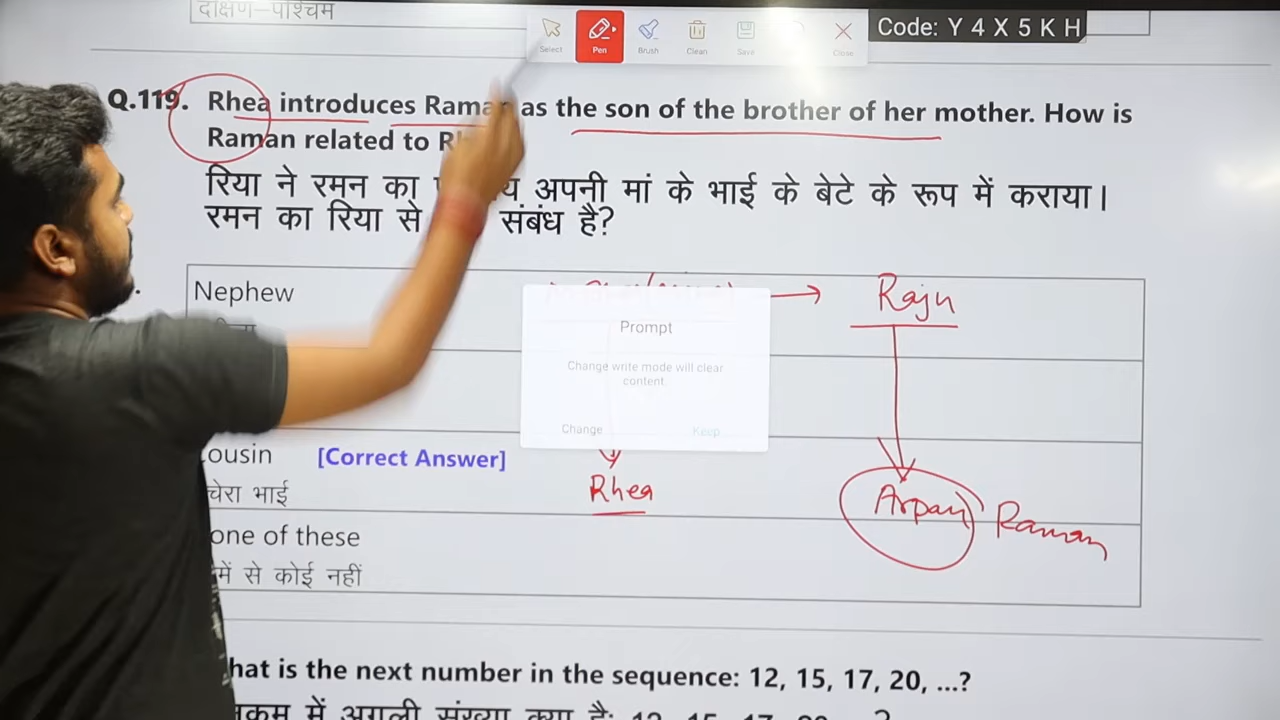 दक्षिण-पश्चिम
Select
Pen
Brush
Clean
Save
Close
Code: Y 4 X 5 K H
Q.119. Rhea introduces Raman as the son of the brother of her mother. How is
Raman related to
रिया ने रमन का अपनी मां के भाई के बेटे के रूप में कराया।
रमन का रिया से संबंध है?
Nephew
Raju
Prompt
Change write mode will clear
content.
Change
Keep
ousin [Correct Answer]
चेरा भाई
Rhea
Arpan Raman
one of these
में से कोई नहीं
hat is the next number in the sequence: 12, 15, 17, 20, ...?